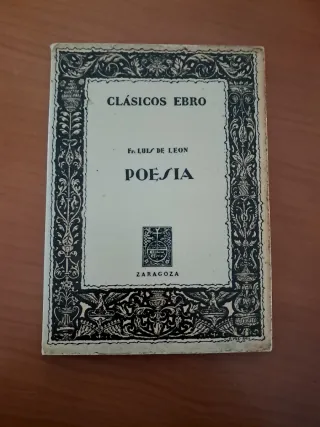 CLÁSICOS EBRO
Fr. LUIS DE LEON
POESIA
ZARAGOZA